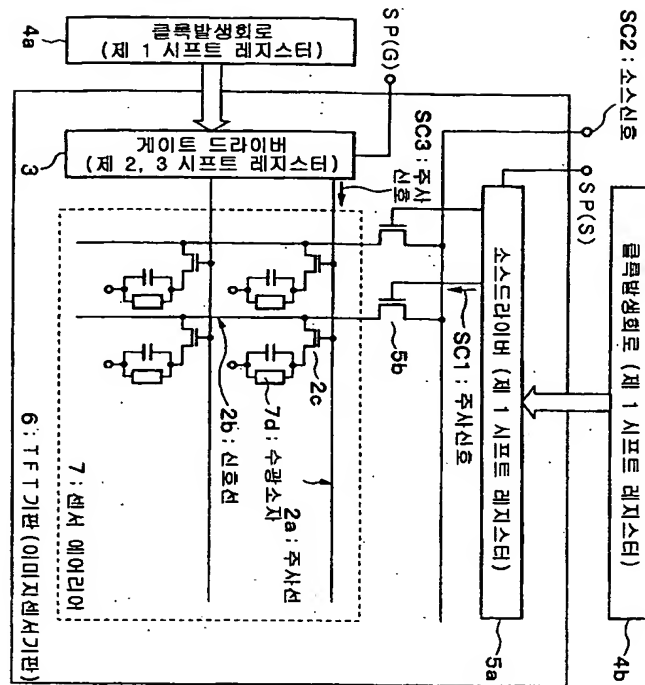 4a
클록발생회로
(제 1 시프트 레지스터)
SP(G)
3
게이트 드라이버
(제 2, 3 시프트 레지스터)
SC3 : 주사
신호
SC2 : 소스신호
SP(S)
소스드라이버 (제 1 시프트 레지스터)
5a
클록발생회로 (제 1 시프트 레지스터)
4b
SC1 : 주사신호
5b
2c
7d : 수광소자
2b : 신호선
2a : 주사선
7 : 센서 에어리어
6 : TFT기판(이미지센서기판)